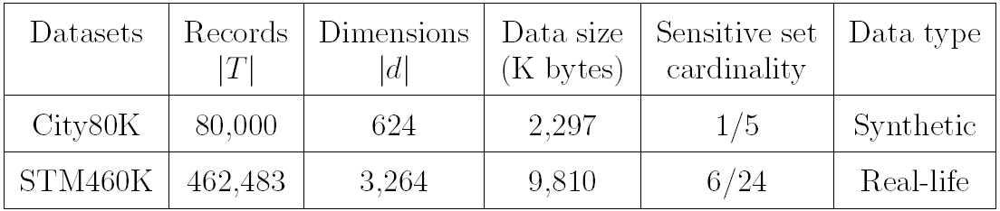 Datasets Records Dimensions Data size Sensitive set Data type
|T| |d| (K bytes) cardinality
City80K 80,000 624 2,297 1/5 Synthetic
STM460K 462,483 3,264 9,810 6/24 Real-life